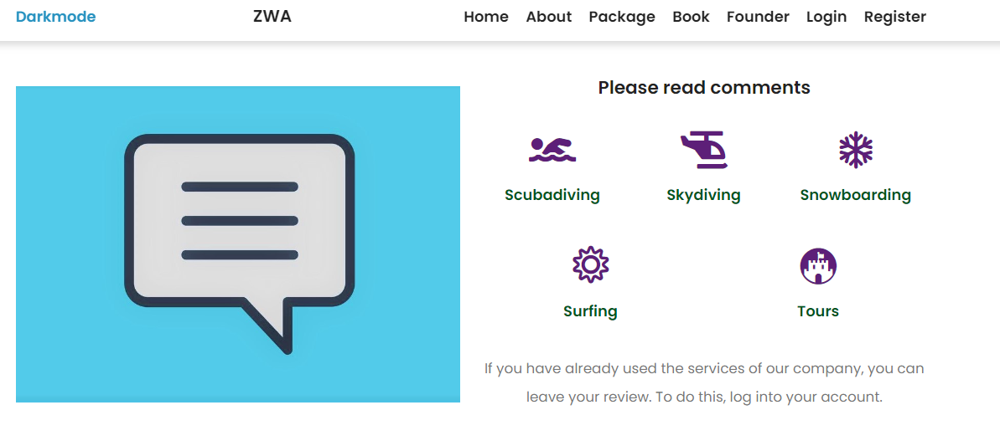 Darkmode ZWA Home About Package Book Founder Login Register
Please read comments
Scubadiving Skydiving Snowboarding
Surfing Tours
If you have already used the services of our company, you can
leave your review. To do this, log into your account.